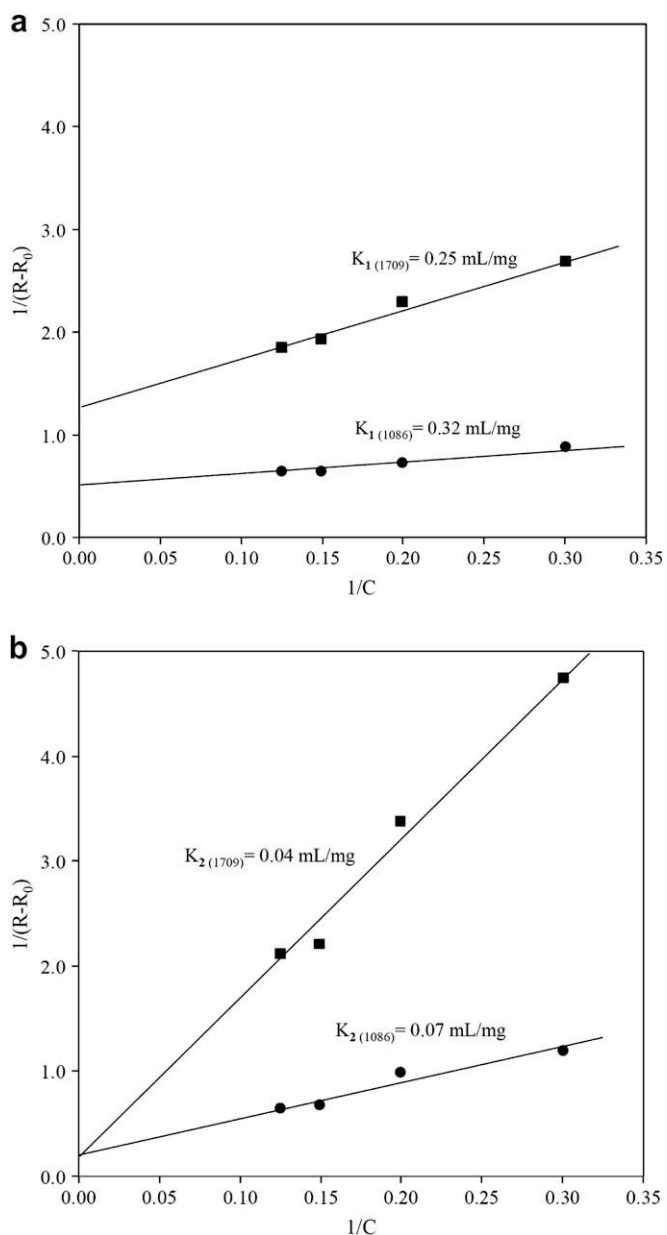 a
5.0
4.0
3.0
2.0
1.0
0.0
1/(R-R₀)
K₁ ₍₁₇₀₉₎= 0.25 mL/mg
K₁ ₍₁₀₈₆₎= 0.32 mL/mg
0.00 0.05 0.10 0.15 0.20 0.25 0.30 0.35
1/C
b
5.0
4.0
3.0
2.0
1.0
0.0
1/(R-R₀)
K₂ ₍₁₇₀₉₎= 0.04 mL/mg
K₂ ₍₁₀₈₆₎= 0.07 mL/mg
0.00 0.05 0.10 0.15 0.20 0.25 0.30 0.35
1/C